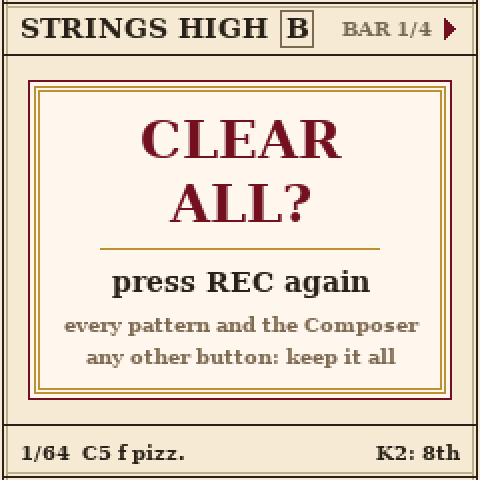 STRINGS HIGH B BAR 1/4
CLEAR
ALL?
press REC again
every pattern and the Composer
any other button: keep it all
1/64 C5 f pizz. K2: 8th